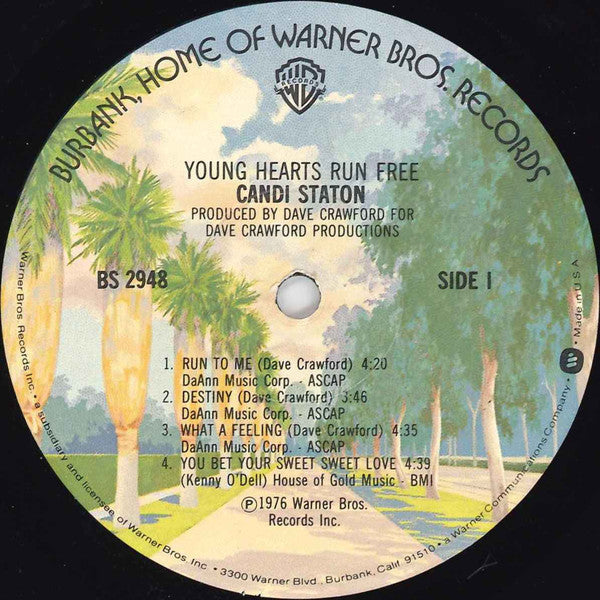 BURBANK, HOME OF WARNER BROS. RECORDS
WB
RECORDS
YOUNG HEARTS RUN FREE
CANDI STATON
PRODUCED BY DAVE CRAWFORD FOR
DAVE CRAWFORD PRODUCTIONS
BS 2948
SIDE 1
1. RUN TO ME (Dave Crawford) 4:20
DaAnn Music Corp. - ASCAP
2. DESTINY (Dave Crawford) 3:46
DaAnn Music Corp. - ASCAP
3. WHAT A FEELING (Dave Crawford) 4:35
DaAnn Music Corp. - ASCAP
4. YOU BET YOUR SWEET SWEET LOVE 4:39
(Kenny O'Dell) House of Gold Music - BMI
℗1976 Warner Bros.
Records Inc.
Warner Bros. Records Inc. • a subsidiary and licensee of Warner Bros. Inc. • 3300 Warner Blvd., Burbank, Calif. 91510 • a Warner Communications Company. • Made in U.S.A.